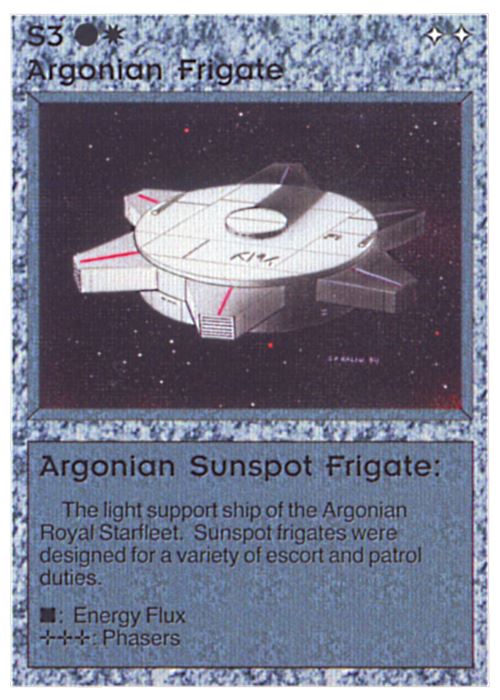 S3
Argonian Frigate
Argonian Sunspot Frigate:
The light support ship of the Argonian
Royal Starfleet. Sunspot frigates were
designed for a variety of escort and patrol
duties.
■: Energy Flux
✢✢✢: Phasers